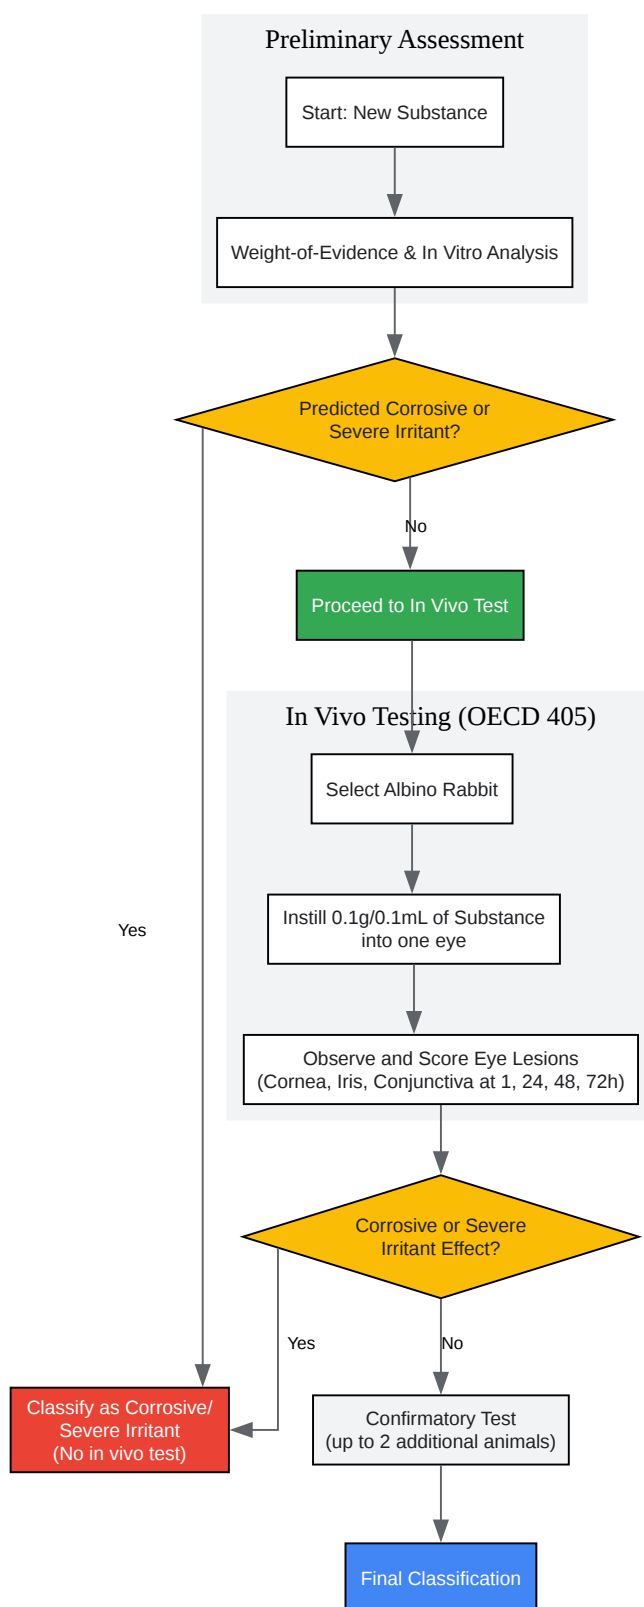 Preliminary Assessment
Start: New Substance
Weight-of-Evidence & In Vitro Analysis
Predicted Corrosive or
Severe Irritant?
No
Proceed to In Vivo Test
In Vivo Testing (OECD 405)
Select Albino Rabbit
Instill 0.1g/0.1mL of Substance
into one eye
Yes
Observe and Score Eye Lesions
(Cornea, Iris, Conjunctiva at 1, 24, 48, 72h)
Corrosive or Severe
Irritant Effect?
Yes
No
Classify as Corrosive/
Severe Irritant
(No in vivo test)
Confirmatory Test
(up to 2 additional animals)
Final Classification